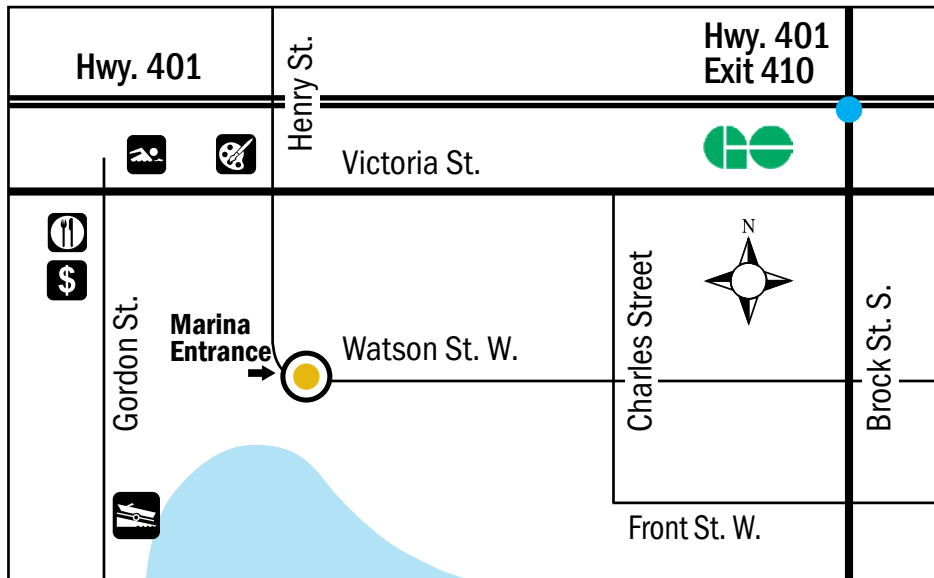 Hwy. 401
Henry St.
Hwy. 401
Exit 410
GO
Victoria St.
$
N
Gordon St.
Marina
Entrance
Watson St. W.
Charles Street
Brock St. S.
Front St. W.